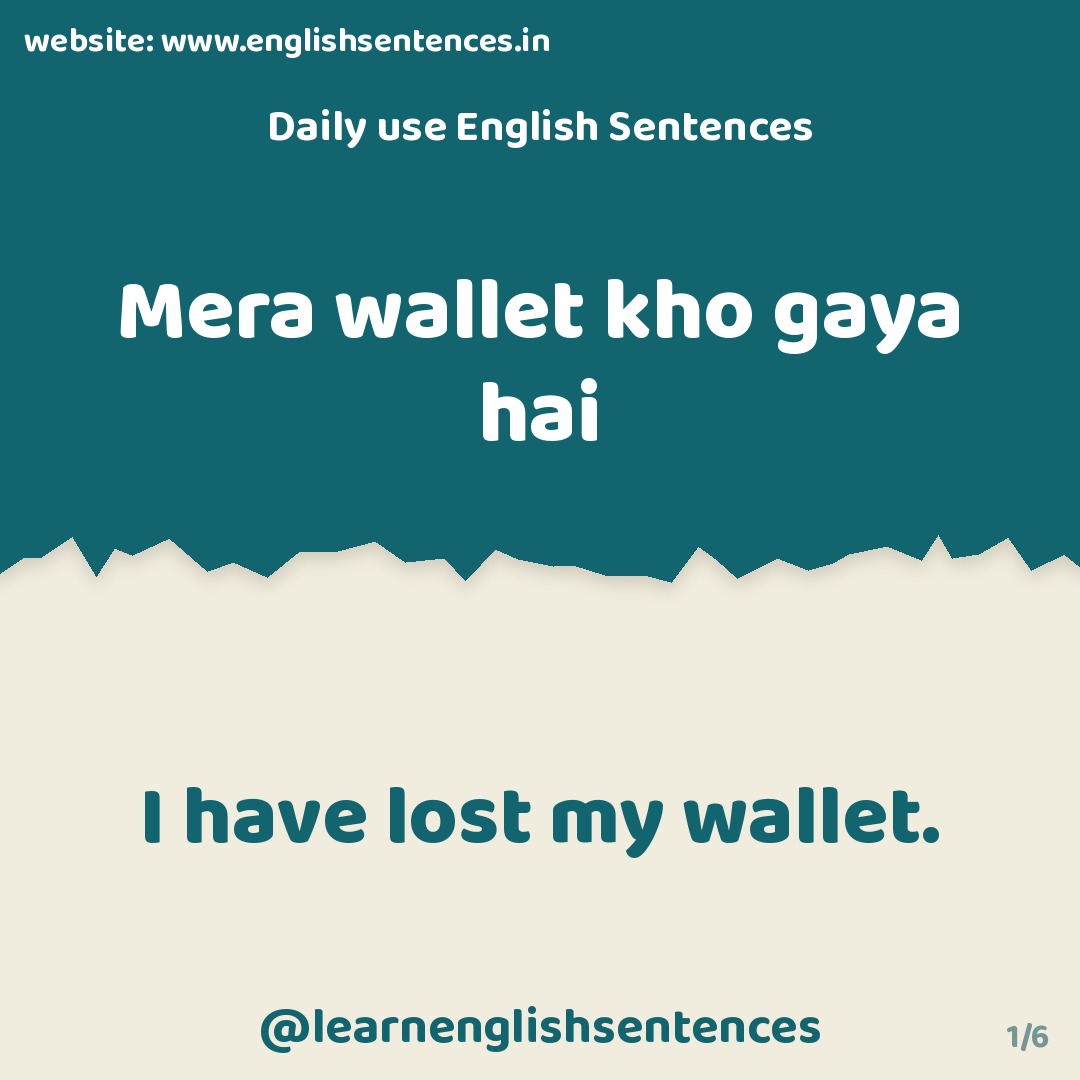 website: www.englishsentences.in
Daily use English Sentences
Mera wallet kho gaya
hai
I have lost my wallet.
@learnenglishsentences
1/6